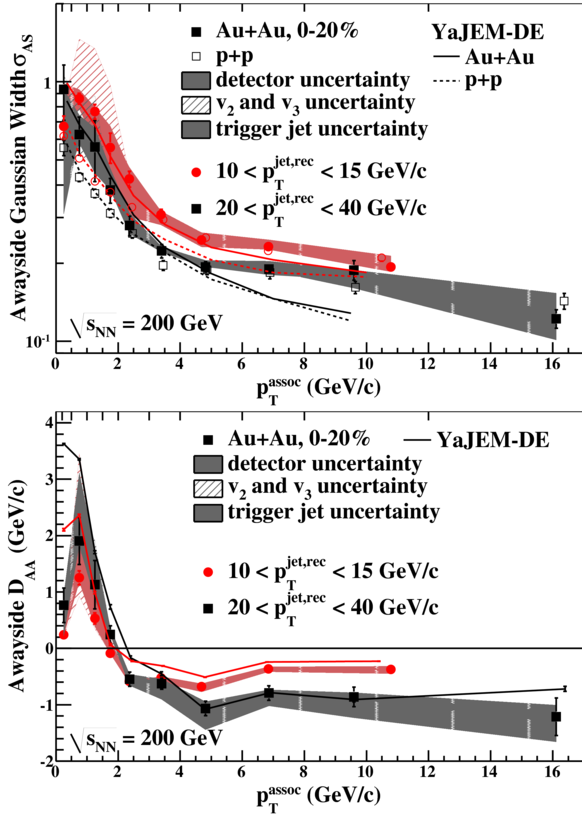 Awayside Gaussian Width σ_AS
1
10^-1
Au+Au, 0-20%
p+p
detector uncertainty
v_2 and v_3 uncertainty
trigger jet uncertainty
10 < p_T^jet,rec < 15 GeV/c
20 < p_T^jet,rec < 40 GeV/c
YaJEM-DE
Au+Au
p+p
√s_NN = 200 GeV
0 2 4 6 8 10 12 14 16
p_T^assoc (GeV/c)
Awayside D_AA (GeV/c)
4
3
2
1
0
-1
-2
Au+Au, 0-20%
YaJEM-DE
detector uncertainty
v_2 and v_3 uncertainty
trigger jet uncertainty
10 < p_T^jet,rec < 15 GeV/c
20 < p_T^jet,rec < 40 GeV/c
√s_NN = 200 GeV
0 2 4 6 8 10 12 14 16
p_T^assoc (GeV/c)